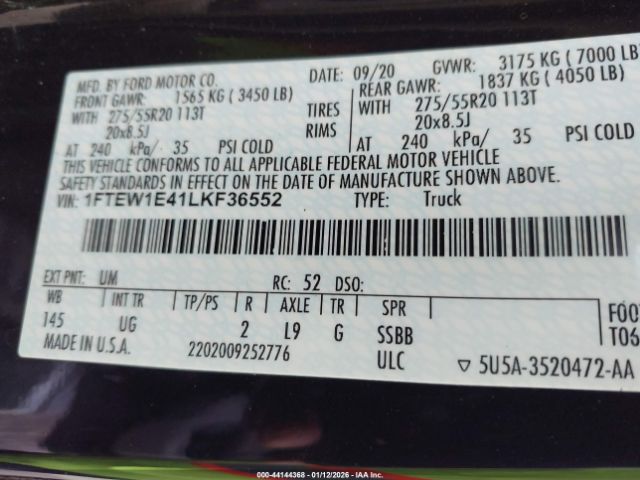 MFD. BY FORD MOTOR CO.
DATE: 09/20 GVWR: 3175 KG (7000 LB
FRONT GAWR: 1565 KG (3450 LB)
REAR GAWR: 1837 KG (4050 LB)
WITH 275/55R20 113T TIRES WITH 275/55R20 113T
20x8.5J RIMS 20x8.5J
AT 240 kPa/ 35 PSI COLD AT 240 kPa/ 35 PSI COLD
THIS VEHICLE CONFORMS TO ALL APPLICABLE FEDERAL MOTOR VEHICLE
SAFETY STANDARDS IN EFFECT ON THE DATE OF MANUFACTURE SHOWN ABOVE.
VIN: 1FTEW1E41LKF36552 TYPE: Truck
EXT PNT: UM RC: 52 DSO:
WB INT TR TP/PS R AXLE TR SPR
145 UG 2 L9 G SSBB
FOO
T06
MADE IN U.S.A. 2202009252776 ULC ▽ 5U5A-3520472-AA
000-44144368 - 01/12/2026 - IAA Inc.